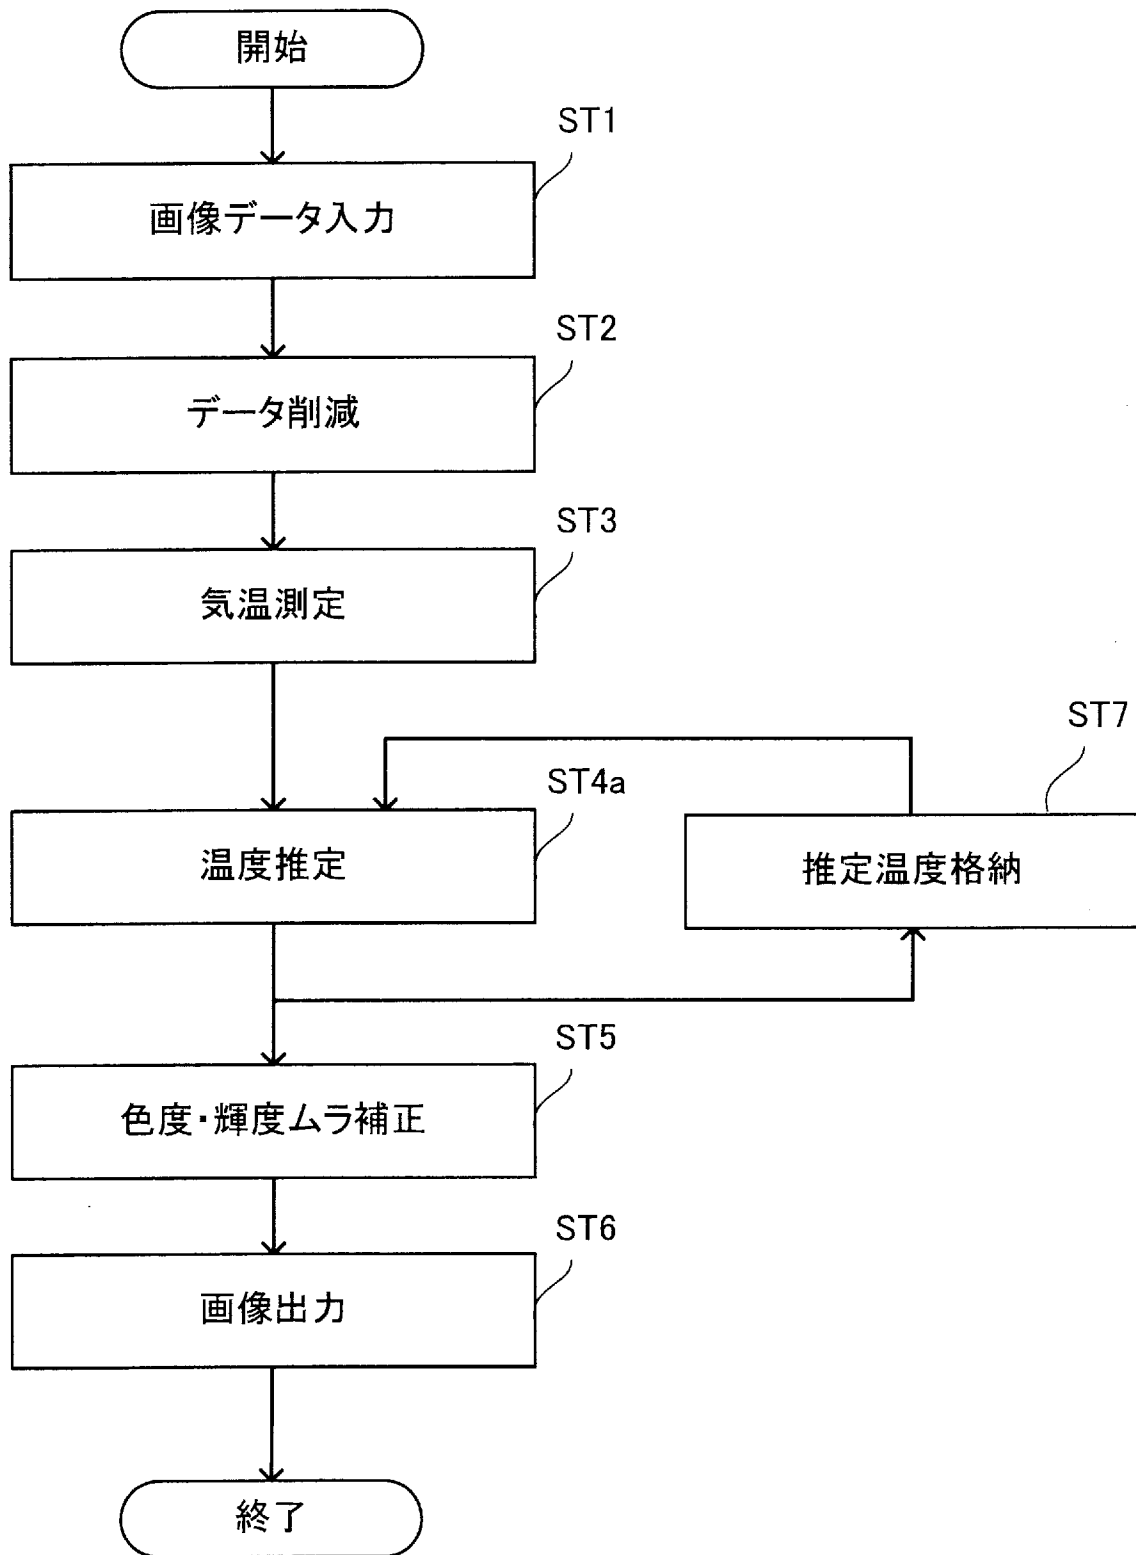 開始
ST1
画像データ入力
ST2
データ削減
ST3
気温測定
ST7
ST4a
温度推定
推定温度格納
ST5
色度・輝度ムラ補正
ST6
画像出力
終了